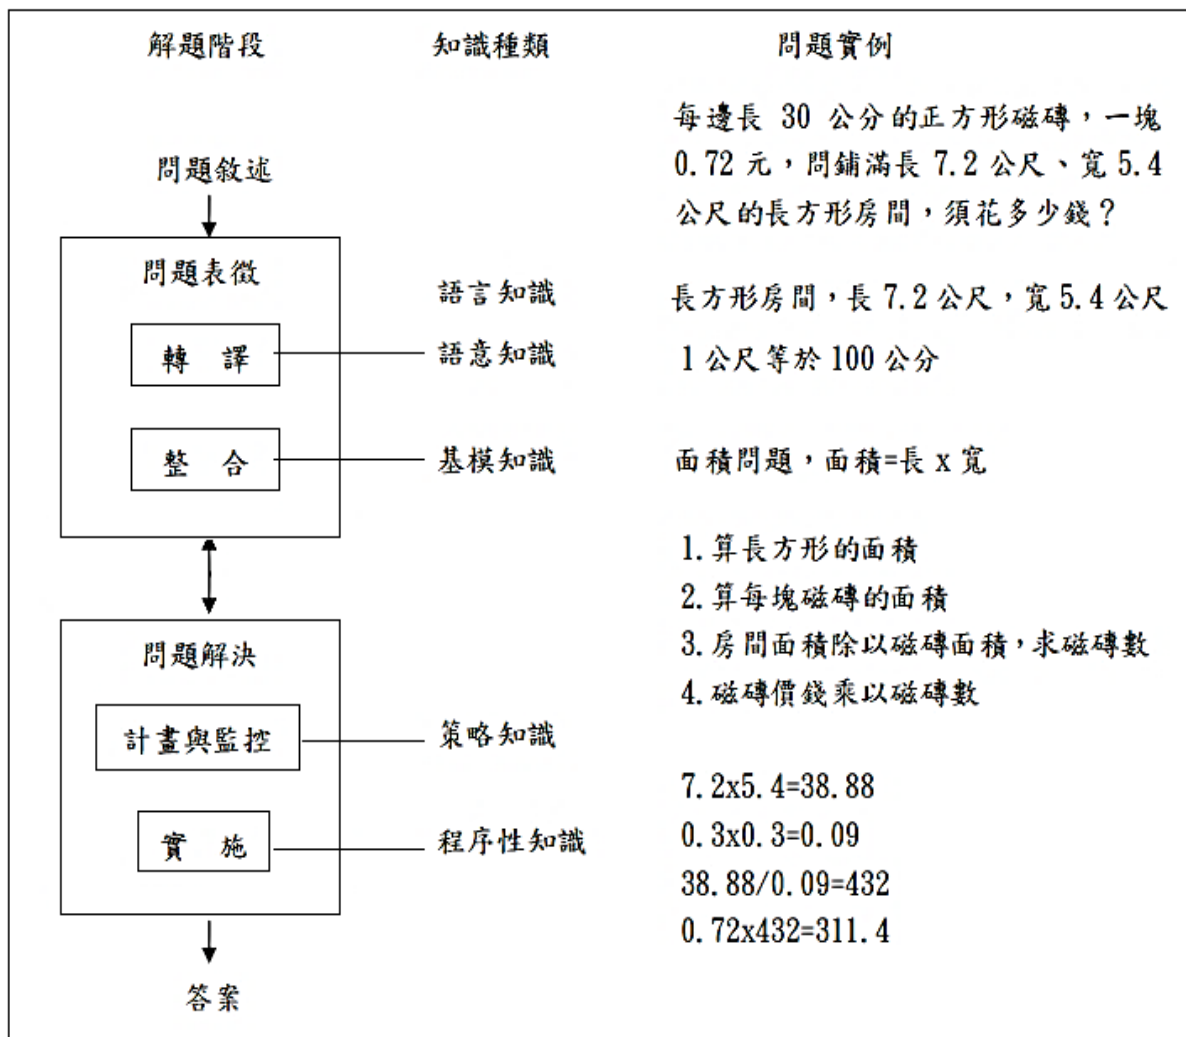 解題階段 知識種類 問題實例
每邊長 30 公分的正方形磁磚，一塊
0.72 元，問鋪滿長 7.2 公尺、寬 5.4
公尺的長方形房間，須花多少錢？
問題敘述
問題表徵
語言知識 長方形房間，長 7.2 公尺，寬 5.4 公尺
轉 譯 語意知識 1 公尺等於 100 公分
整 合 基模知識 面積問題，面積=長 x 寬
1.算長方形的面積
2.算每塊磁磚的面積
問題解決 3.房間面積除以磁磚面積，求磁磚數
4.磁磚價錢乘以磁磚數
計畫與監控 策略知識
7.2x5.4=38.88
實 施 程序性知識 0.3x0.3=0.09
38.88/0.09=432
0.72x432=311.4
答案